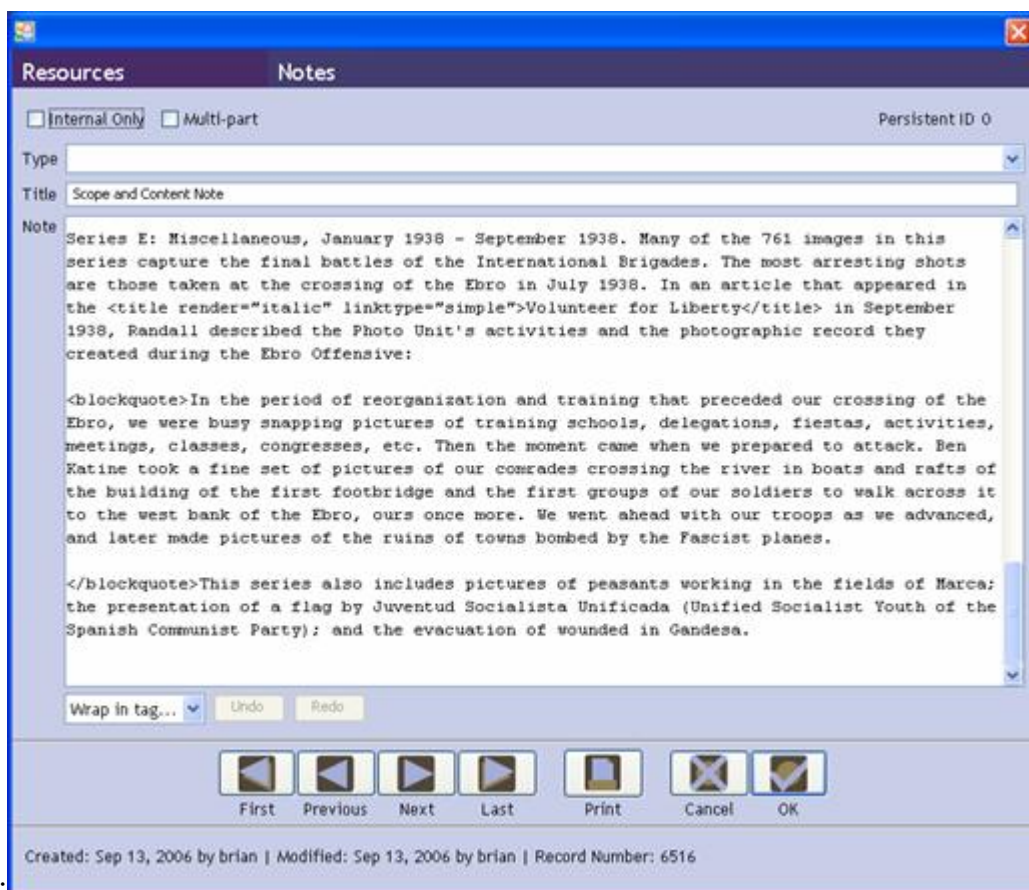 Resources Notes
Internal Only Multi-part Persistent ID 0
Type
Title Scope and Content Note
Note
Series E: Miscellaneous, January 1938 - September 1938. Many of the 761 images in this
series capture the final battles of the International Brigades. The most arresting shots
are those taken at the crossing of the Ebro in July 1938. In an article that appeared in
the <title render="italic" linktype="simple">Volunteer for Liberty</title> in September
1938, Randall described the Photo Unit's activities and the photographic record they
created during the Ebro Offensive:
<blockquote>In the period of reorganization and training that preceded our crossing of the
Ebro, we were busy snapping pictures of training schools, delegations, fiestas, activities,
meetings, classes, congresses, etc. Then the moment came when we prepared to attack. Ben
Katine took a fine set of pictures of our comrades crossing the river in boats and rafts of
the building of the first footbridge and the first groups of our soldiers to walk across it
to the west bank of the Ebro, ours once more. We went ahead with our troops as we advanced,
and later made pictures of the ruins of towns bombed by the Fascist planes.
</blockquote>This series also includes pictures of peasants working in the fields of Marca;
the presentation of a flag by Juventud Socialista Unificada (Unified Socialist Youth of the
Spanish Communist Party); and the evacuation of wounded in Gandesa.
Wrap in tag... Undo Redo
First Previous Next Last Print Cancel OK
Created: Sep 13, 2006 by brian | Modified: Sep 13, 2006 by brian | Record Number: 6516
.